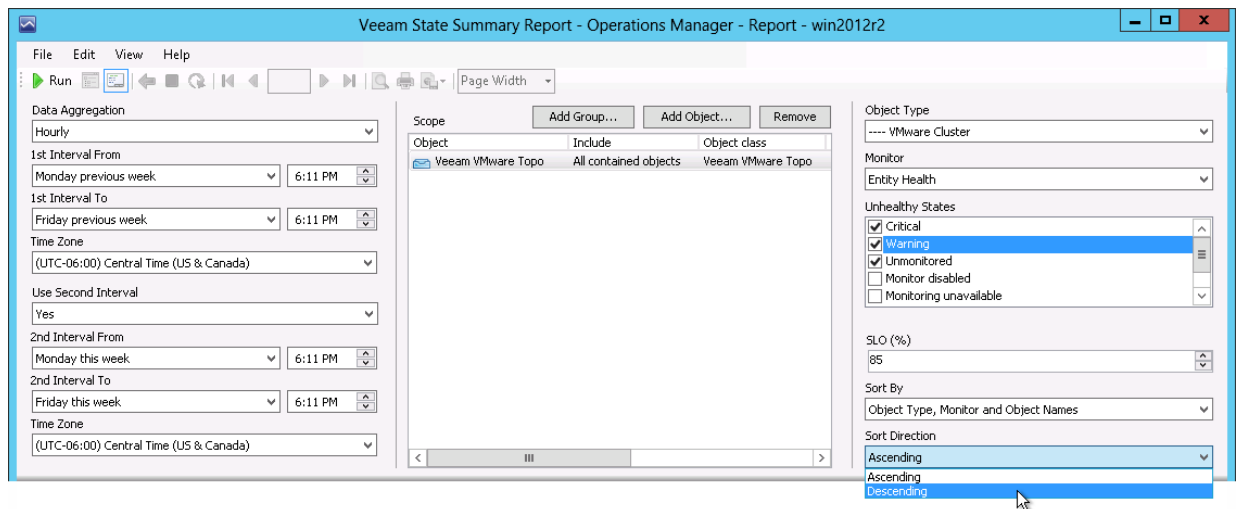 Veeam State Summary Report - Operations Manager - Report - win2012r2
File Edit View Help
Run Page Width
Data Aggregation
Hourly
1st Interval From
Monday previous week 6:11 PM
1st Interval To
Friday previous week 6:11 PM
Time Zone
(UTC-06:00) Central Time (US & Canada)
Use Second Interval
Yes
2nd Interval From
Monday this week 6:11 PM
2nd Interval To
Friday this week 6:11 PM
Time Zone
(UTC-06:00) Central Time (US & Canada)
Scope Add Group... Add Object... Remove
Object Include Object class
Veeam VMware Topo All contained objects Veeam VMware Topo
Object Type
---- VMware Cluster
Monitor
Entity Health
Unhealthy States
Critical
Warning
Unmonitored
Monitor disabled
Monitoring unavailable
SLO (%)
85
Sort By
Object Type, Monitor and Object Names
Sort Direction
Ascending
Ascending
Descending